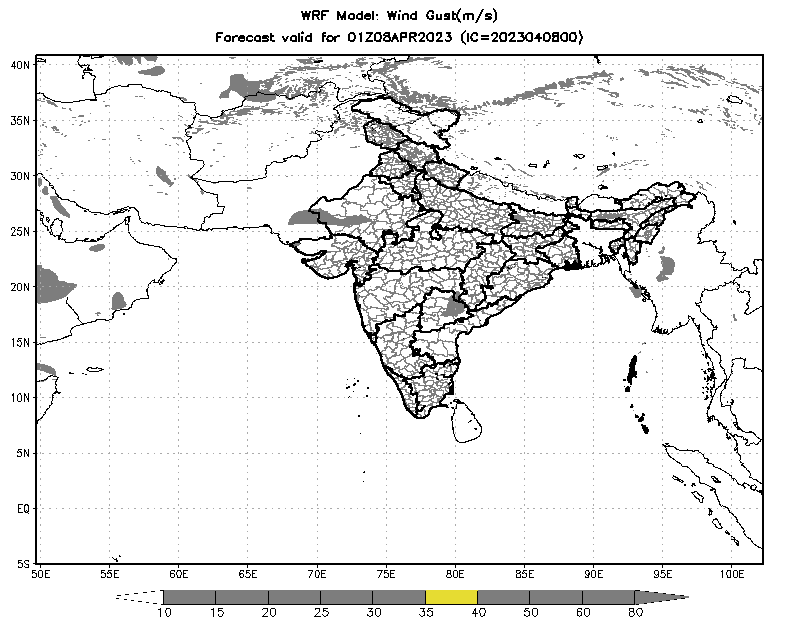 WRF Model: Wind Gust(m/s)
Forecast valid for 01Z08APR2023 (IC=2023040800)
40N
35N
30N
25N
20N
15N
10N
5N
EQ
5S
50E 55E 60E 65E 70E 75E 80E 85E 90E 95E 100E
10 15 20 25 30 35 40 50 60 80